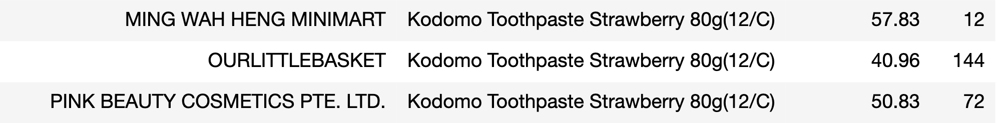 MING WAH HENG MINIMART Kodomo Toothpaste Strawberry 80g(12/C) 57.83 12
OURLITTLEBASKET Kodomo Toothpaste Strawberry 80g(12/C) 40.96 144
PINK BEAUTY COSMETICS PTE. LTD. Kodomo Toothpaste Strawberry 80g(12/C) 50.83 72